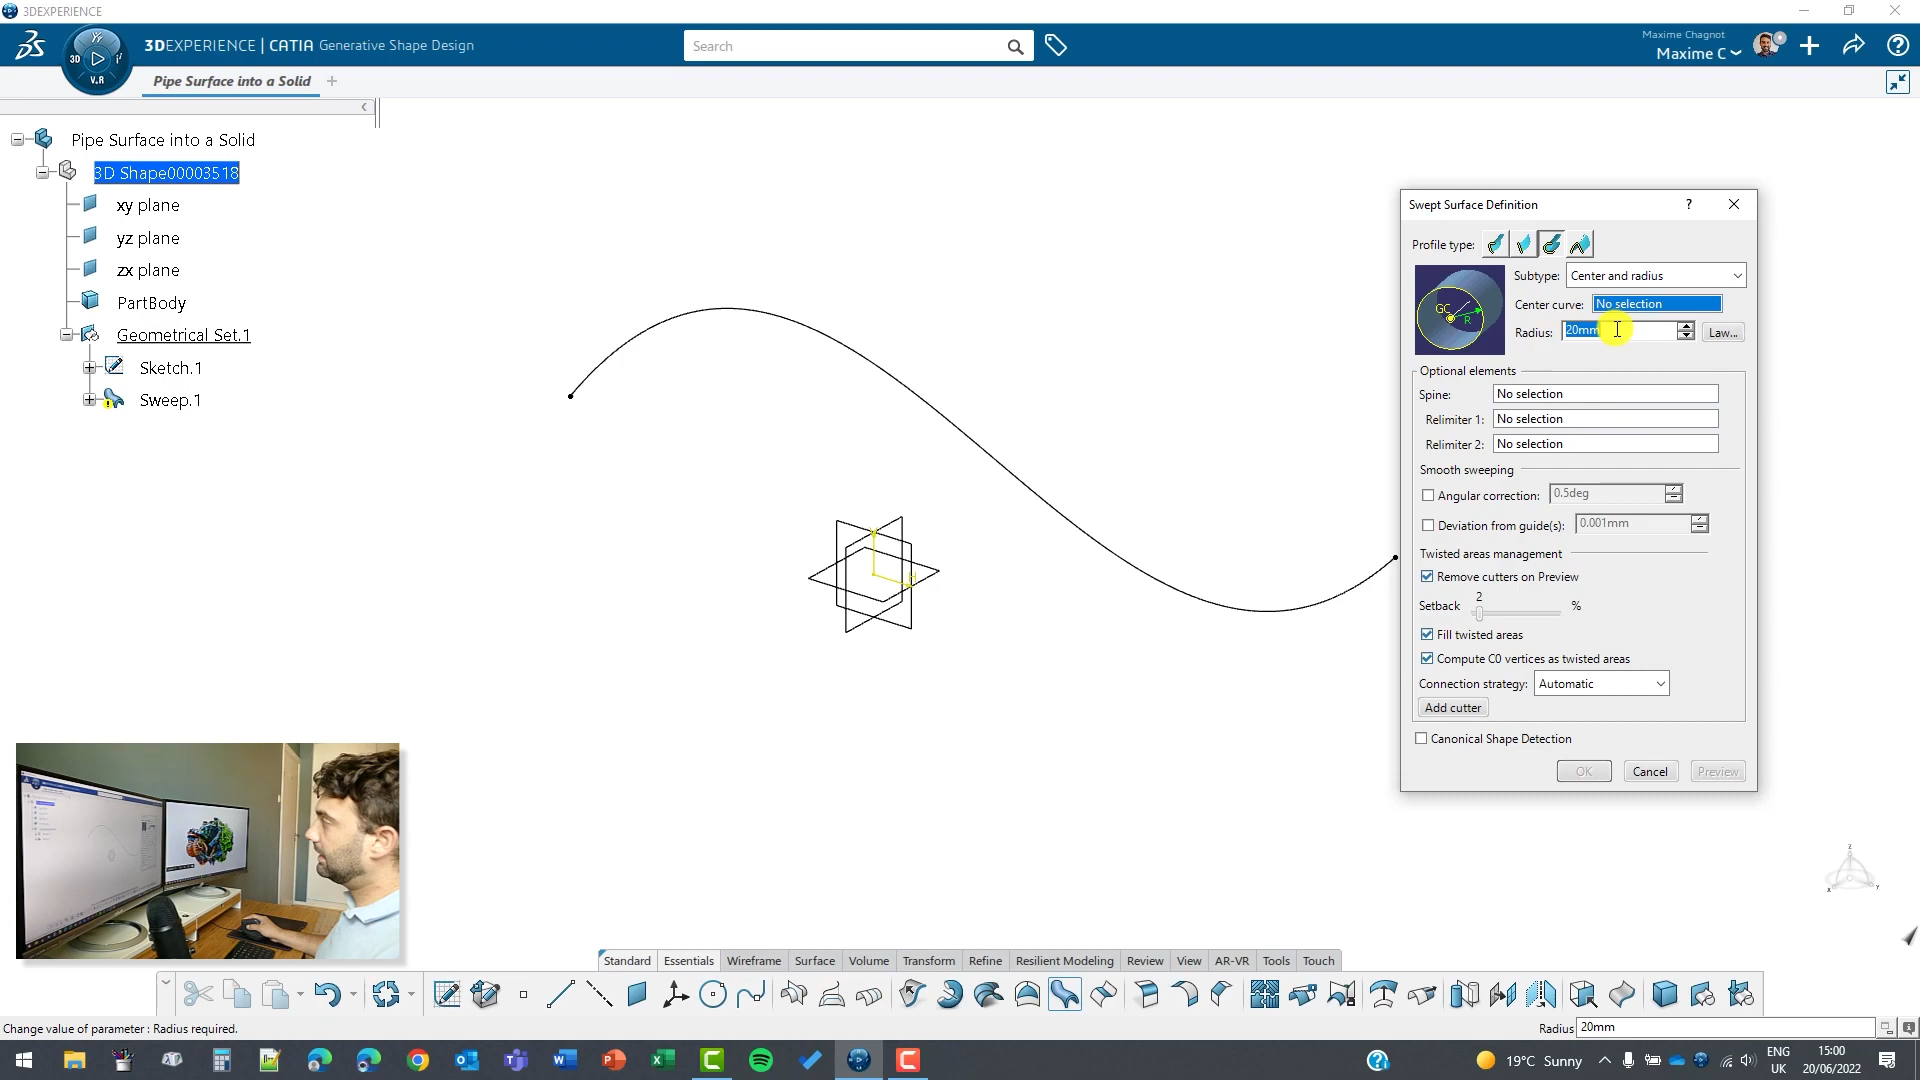 3DEXPERIENCE
3DEXPERIENCE | CATIA Generative Shape Design
3D
V.R
Search
Maxime Chagnot
Maxime C
Pipe Surface into a Solid
Pipe Surface into a Solid
3D Shape00003518
xy plane
yz plane
zx plane
PartBody
Geometrical Set.1
Sketch.1
Sweep.1
H
Swept Surface Definition
?
Profile type:
Subtype: Center and radius
Center curve: No selection
Radius: 20mm Law...
GC
R
Optional elements
Spine: No selection
Relimiter 1: No selection
Relimiter 2: No selection
Smooth sweeping
Angular correction: 0.5deg
Deviation from guide(s): 0.001mm
Twisted areas management
Remove cutters on Preview
Setback 2 %
Fill twisted areas
Compute C0 vertices as twisted areas
Connection strategy: Automatic
Add cutter
Canonical Shape Detection
OK Cancel Preview
z
x y
Standard Essentials Wireframe Surface Volume Transform Refine Resilient Modeling Review View AR-VR Tools Touch
Change value of parameter : Radius required.
Radius 20mm
19°C Sunny
ENG
UK
15:00
20/06/2022